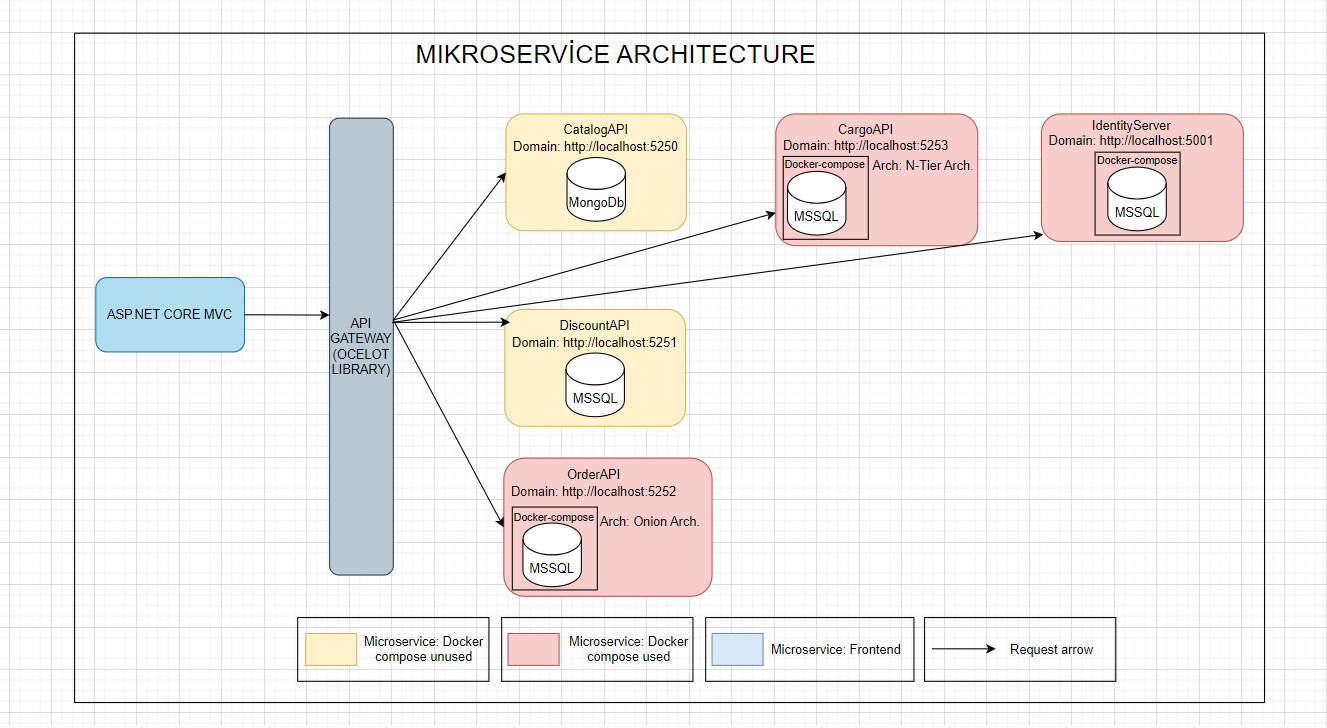 MIKROSERVİCE ARCHITECTURE
CatalogAPI
Domain: http://localhost:5250
MongoDb
CargoAPI
Domain: http://localhost:5253
Docker-compose
Arch: N-Tier Arch.
MSSQL
IdentityServer
Domain: http://localhost:5001
Docker-compose
MSSQL
ASP.NET CORE MVC
API
GATEWAY
(OCELOT
LIBRARY)
DiscountAPI
Domain: http://localhost:5251
MSSQL
OrderAPI
Domain: http://localhost:5252
Docker-compose
Arch: Onion Arch.
MSSQL
Microservice: Docker
compose unused
Microservice: Docker
compose used
Microservice: Frontend
Request arrow